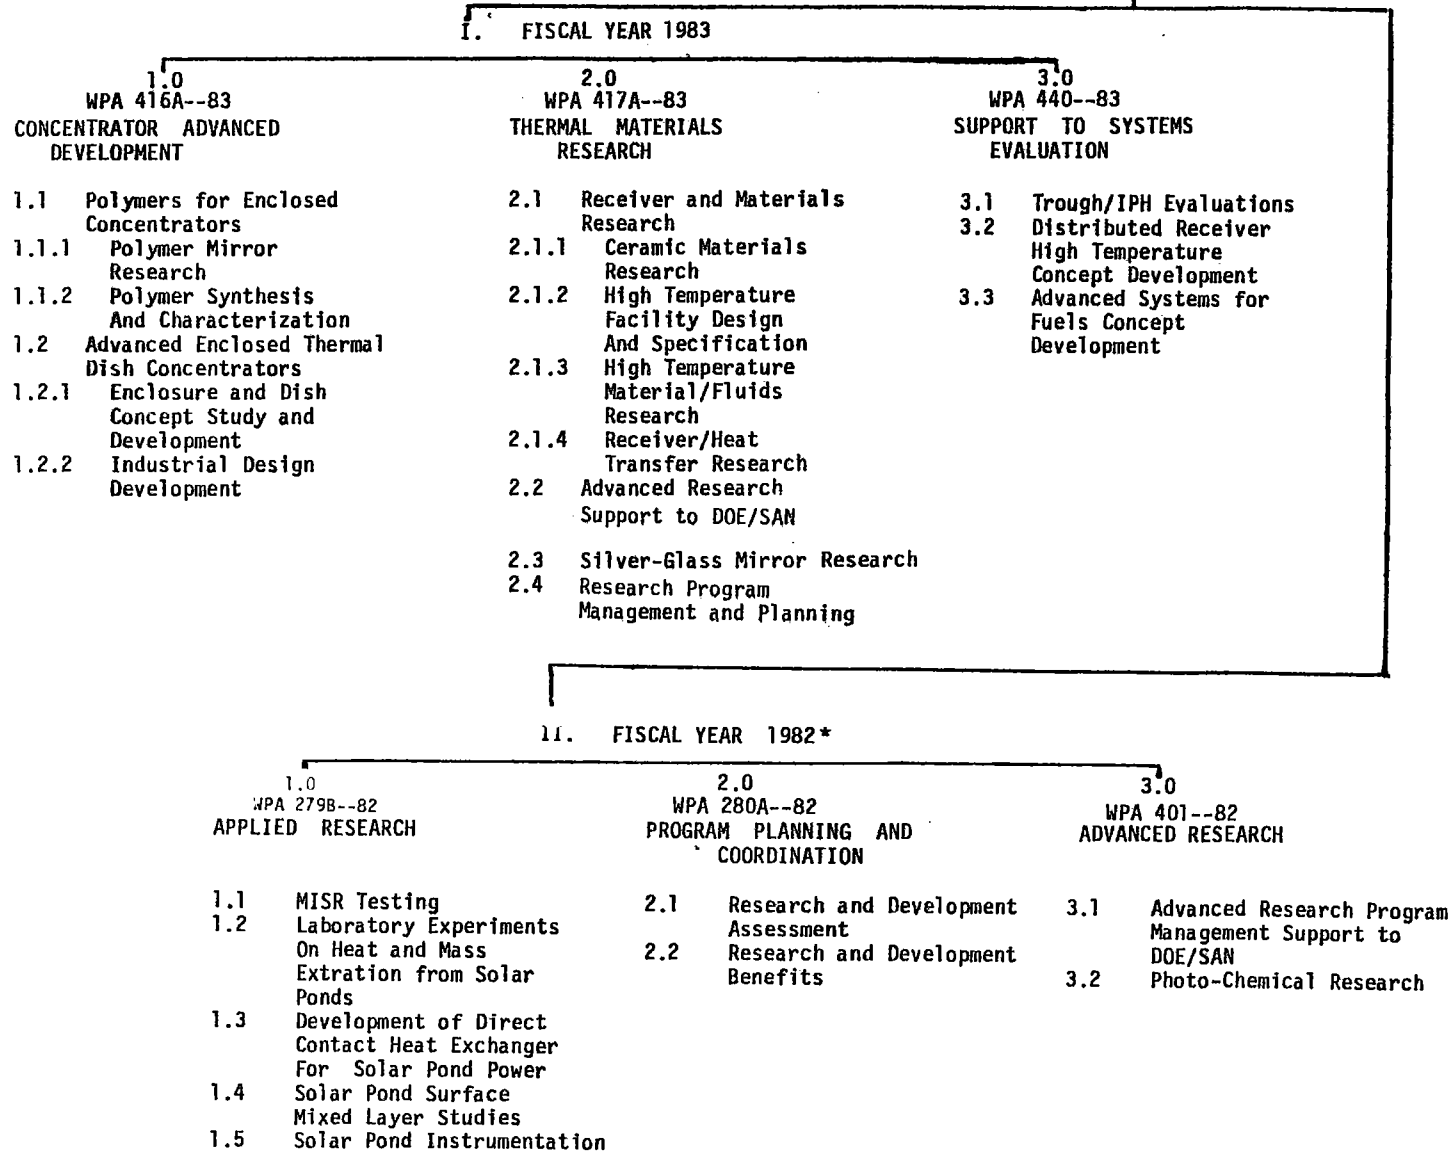 I. FISCAL YEAR 1983
1.0
WPA 416A--83
CONCENTRATOR ADVANCED
DEVELOPMENT
1.1 Polymers for Enclosed
Concentrators
1.1.1 Polymer Mirror
Research
1.1.2 Polymer Synthesis
And Characterization
1.2 Advanced Enclosed Thermal
Dish Concentrators
1.2.1 Enclosure and Dish
Concept Study and
Development
1.2.2 Industrial Design
Development
2.0
WPA 417A--83
THERMAL MATERIALS
RESEARCH
2.1 Receiver and Materials
Research
2.1.1 Ceramic Materials
Research
2.1.2 High Temperature
Facility Design
And Specification
2.1.3 High Temperature
Material/Fluids
Research
2.1.4 Receiver/Heat
Transfer Research
2.2 Advanced Research
Support to DOE/SAN
2.3 Silver-Glass Mirror Research
2.4 Research Program
Management and Planning
3.0
WPA 440--83
SUPPORT TO SYSTEMS
EVALUATION
3.1 Trough/IPH Evaluations
3.2 Distributed Receiver
High Temperature
Concept Development
3.3 Advanced Systems for
Fuels Concept
Development
II. FISCAL YEAR 1982*
1.0
WPA 279B--82
APPLIED RESEARCH
1.1 MISR Testing
1.2 Laboratory Experiments
On Heat and Mass
Extration from Solar
Ponds
1.3 Development of Direct
Contact Heat Exchanger
For Solar Pond Power
1.4 Solar Pond Surface
Mixed Layer Studies
1.5 Solar Pond Instrumentation
2.0
WPA 280A--82
PROGRAM PLANNING AND
COORDINATION
2.1 Research and Development
Assessment
2.2 Research and Development
Benefits
3.0
WPA 401--82
ADVANCED RESEARCH
3.1 Advanced Research Program
Management Support to
DOE/SAN
3.2 Photo-Chemical Research